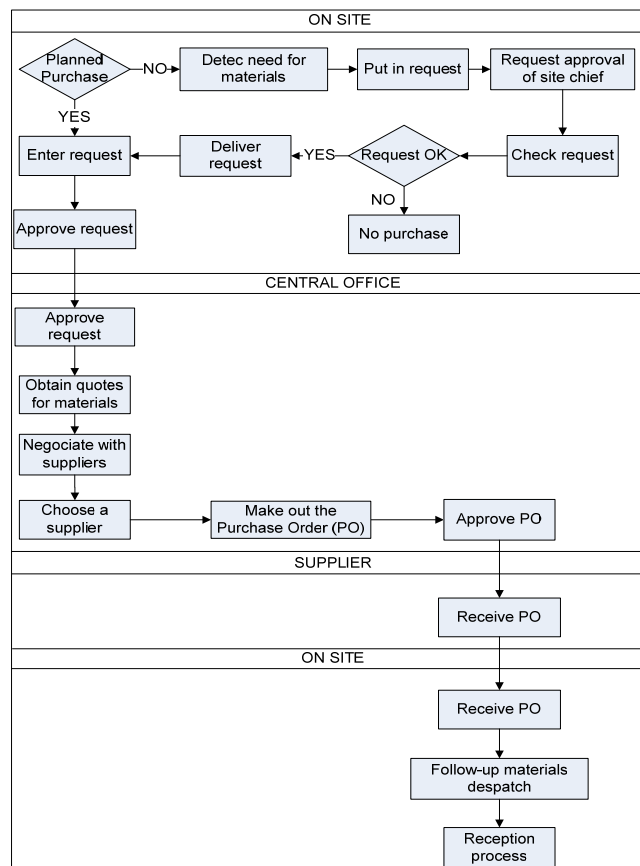 ON SITE
Planned
Purchase
NO
Detec need for
materials
Put in request
Request approval
of site chief
YES
Enter request
Deliver
request
YES
Request OK
Check request
NO
No purchase
Approve request
CENTRAL OFFICE
Approve
request
Obtain quotes
for materials
Negociate with
suppliers
Choose a
supplier
Make out the
Purchase Order (PO)
Approve PO
SUPPLIER
Receive PO
ON SITE
Receive PO
Follow-up materials
despatch
Reception
process